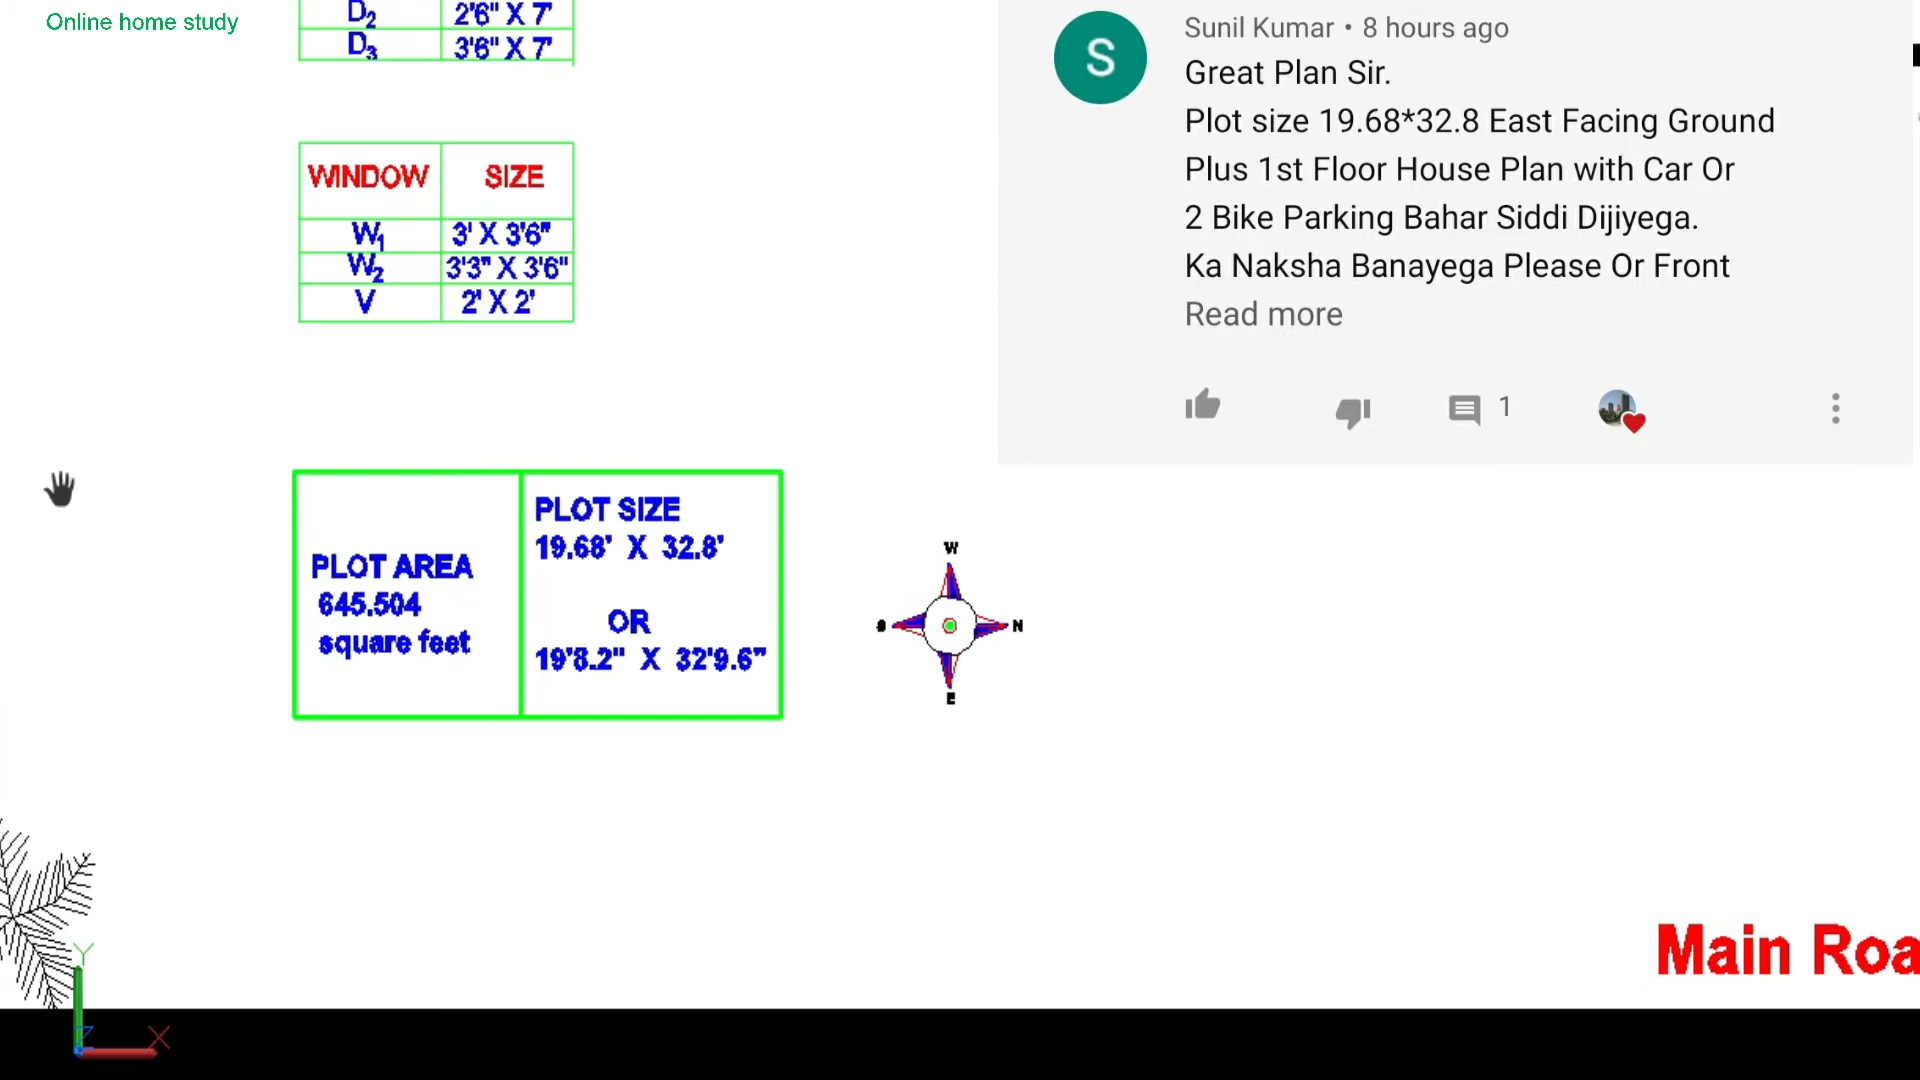 Online home study
D2 2'6" X 7'
D3 3'6" X 7'
WINDOW SIZE
W1 3' X 3'6"
W2 3'3" X 3'6"
V 2' X 2'
PLOT AREA
645.504
square feet
PLOT SIZE
19.68' X 32.8'
OR
19'8.2" X 32'9.6"
W
S N
E
S
Sunil Kumar • 8 hours ago
Great Plan Sir.
Plot size 19.68*32.8 East Facing Ground
Plus 1st Floor House Plan with Car Or
2 Bike Parking Bahar Siddi Dijiyega.
Ka Naksha Banayega Please Or Front
Read more
1
Main Roa
Y
Z X